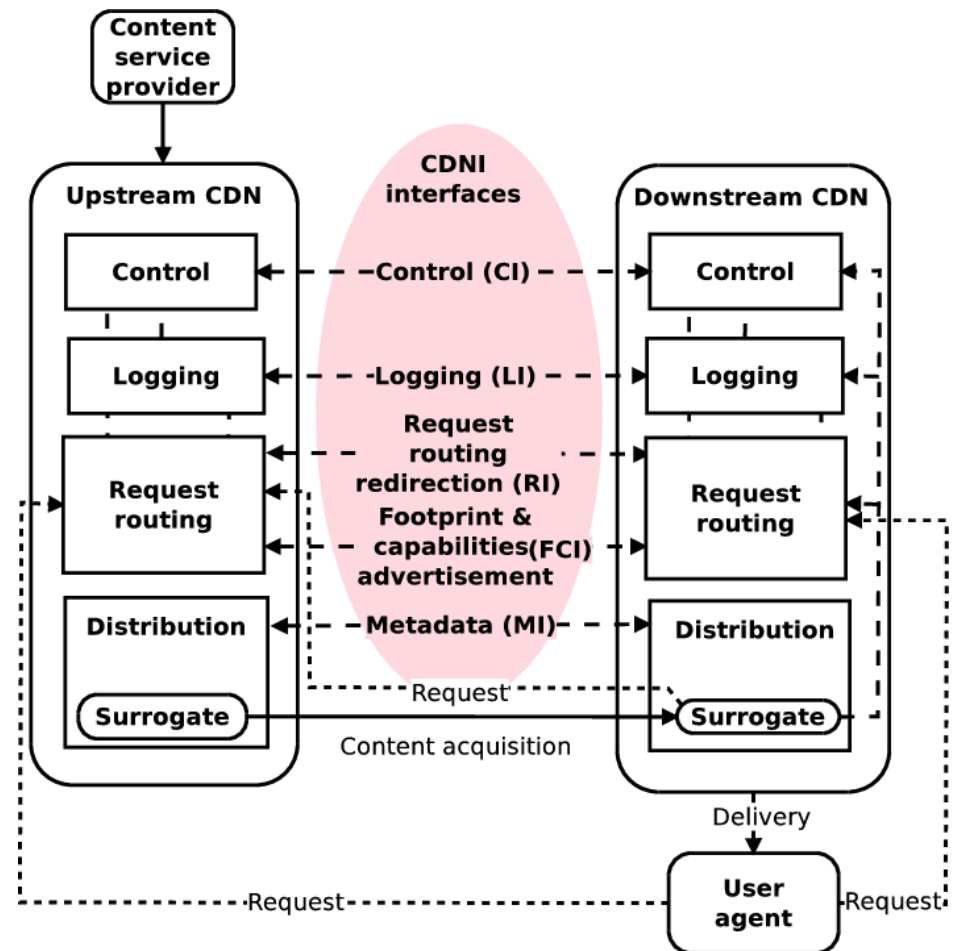 Content
service
provider
CDNI
interfaces
Upstream CDN
Downstream CDN
Control
Control (CI)
Control
Logging
Logging (LI)
Logging
Request
routing
Request
routing
redirection (RI)
Footprint &
capabilities(FCI)
advertisement
Request
routing
Distribution
Metadata (MI)
Distribution
Request
Surrogate
Surrogate
Content acquisition
Delivery
User
agent
Request
Request